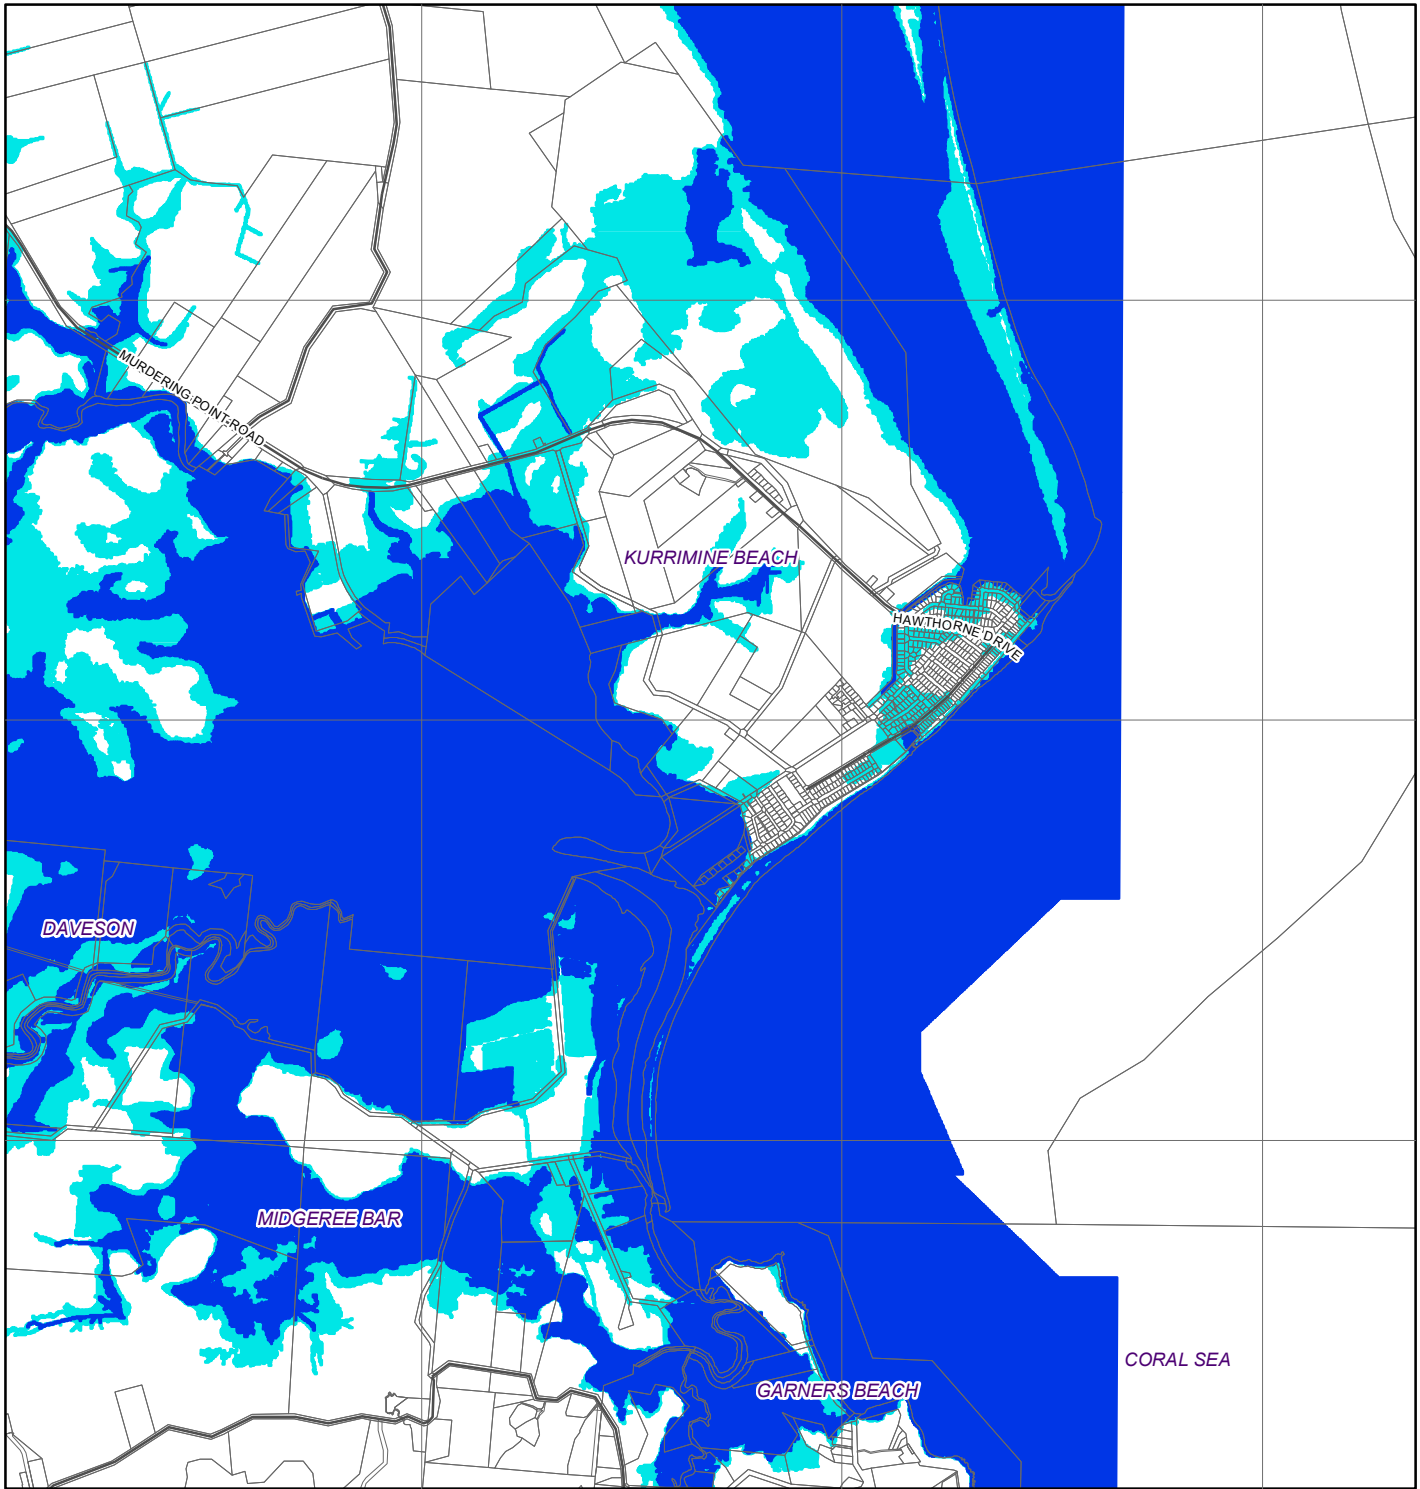 MURDERING POINT ROAD
KURRIMINE BEACH
HAWTHORNE DRIVE
DAVESON
MIDGEREE BAR
CORAL SEA
GARNERS BEACH